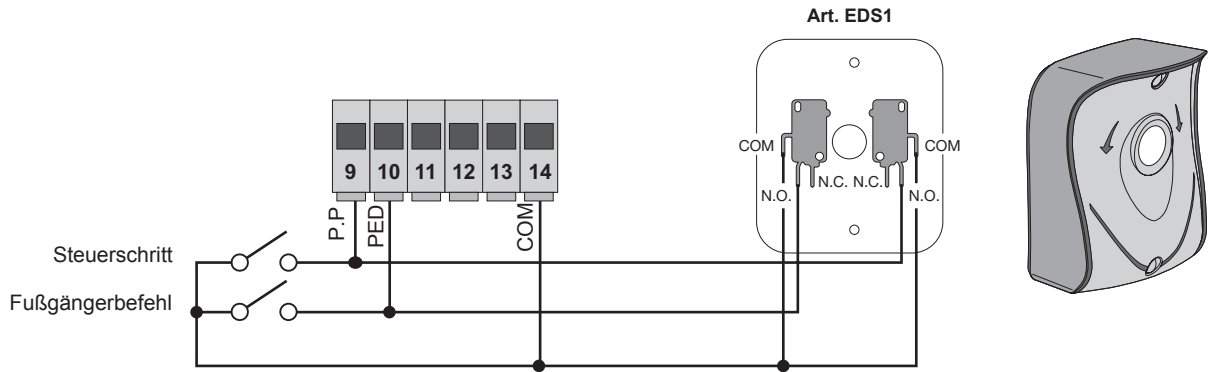 Art. EDS1
COM COM
N.C. N.C.
N.O. N.O.
9 10 11 12 13 14
P.P PED COM
Steuerschritt
Fußgängerbefehl